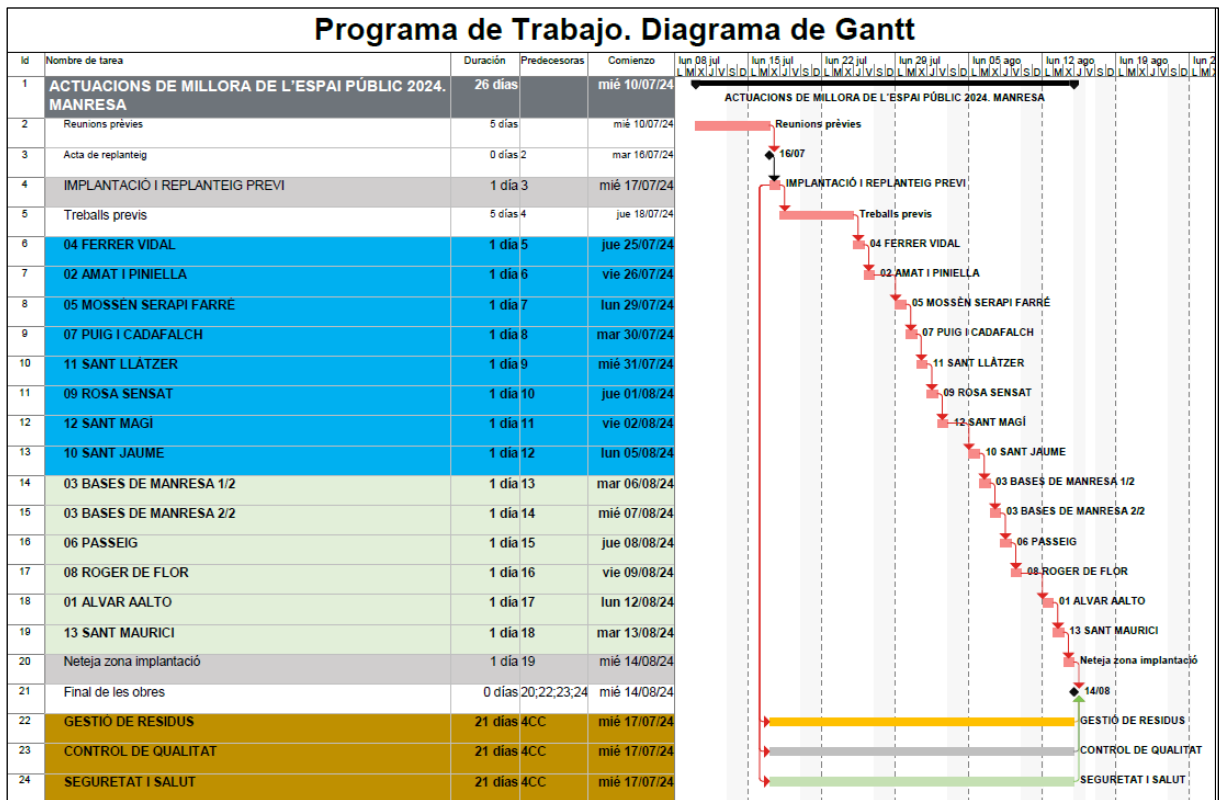 Programa de Trabajo. Diagrama de Gantt
Id Nombre de tarea Duración Predecesoras Comienzo lun 08 jul lun 15 jul lun 22 jul lun 29 jul lun 05 ago lun 12 ago lun 19 ago lun 2
L M X J V S D L M X J V S D L M X J V S D L M X J V S D L M X J V S D L M X J V S D L M X J V S D L M X
1 ACTUACIONS DE MILLORA DE L'ESPAI PÚBLIC 2024. 26 días mié 10/07/24
MANRESA
ACTUACIONS DE MILLORA DE L'ESPAI PÚBLIC 2024. MANRESA
2 Reunions prèvies 5 días mié 10/07/24 Reunions prèvies
3 Acta de replanteig 0 días 2 mar 16/07/24 16/07
4 IMPLANTACIÓ I REPLANTEIG PREVI 1 día 3 mié 17/07/24 IMPLANTACIÓ I REPLANTEIG PREVI
5 Treballs previs 5 días 4 jue 18/07/24 Treballs previs
6 04 FERRER VIDAL 1 día 5 jue 25/07/24 04 FERRER VIDAL
7 02 AMAT I PINIELLA 1 día 6 vie 26/07/24 02 AMAT I PINIELLA
8 05 MOSSÈN SERAPI FARRÉ 1 día 7 lun 29/07/24 05 MOSSÈN SERAPI FARRÉ
9 07 PUIG I CADAFALCH 1 día 8 mar 30/07/24 07 PUIG I CADAFALCH
10 11 SANT LLÀTZER 1 día 9 mié 31/07/24 11 SANT LLÀTZER
11 09 ROSA SENSAT 1 día 10 jue 01/08/24 09 ROSA SENSAT
12 12 SANT MAGÍ 1 día 11 vie 02/08/24 12 SANT MAGÍ
13 10 SANT JAUME 1 día 12 lun 05/08/24 10 SANT JAUME
14 03 BASES DE MANRESA 1/2 1 día 13 mar 06/08/24 03 BASES DE MANRESA 1/2
15 03 BASES DE MANRESA 2/2 1 día 14 mié 07/08/24 03 BASES DE MANRESA 2/2
16 06 PASSEIG 1 día 15 jue 08/08/24 06 PASSEIG
17 08 ROGER DE FLOR 1 día 16 vie 09/08/24 08 ROGER DE FLOR
18 01 ALVAR AALTO 1 día 17 lun 12/08/24 01 ALVAR AALTO
19 13 SANT MAURICI 1 día 18 mar 13/08/24 13 SANT MAURICI
20 Neteja zona implantació 1 día 19 mié 14/08/24 Neteja zona implantació
21 Final de les obres 0 días 20;22;23;24 mié 14/08/24 14/08
22 GESTIÓ DE RESIDUS 21 días 4CC mié 17/07/24 GESTIÓ DE RESIDUS
23 CONTROL DE QUALITAT 21 días 4CC mié 17/07/24 CONTROL DE QUALITAT
24 SEGURETAT I SALUT 21 días 4CC mié 17/07/24 SEGURETAT I SALUT